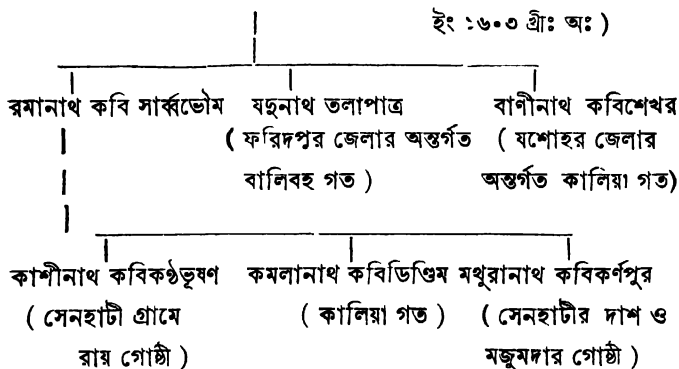 ইং ১৬০৩ খ্রীঃ অঃ )
রমানাথ কবি সার্ব্বভৌম যদুনাথ তলাপাত্র বাণীনাথ কবিশেখর
( ফরিদপুর জেলার অন্তর্গত ( যশোহর জেলার
বালিবহ গত ) অন্তর্গত কালিয়া গত)
কাশীনাথ কবিকণ্ঠভূষণ কমলানাথ কবিডিণ্ডিম মথুরানাথ কবিকর্ণপুর
( সেনহাটী গ্রামে ( কালিয়া গত ) ( সেনহাটীর দাশ ও
রায় গোষ্ঠী ) মজুমদার গোষ্ঠী )